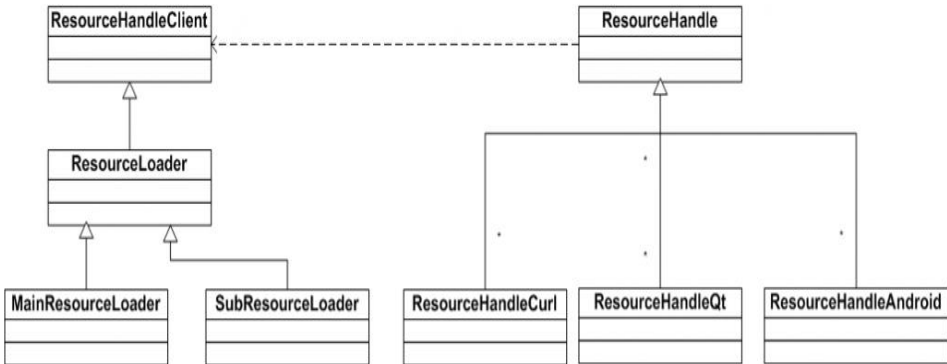 ResourceHandleClient
ResourceHandle
ResourceLoader
*
*
*
*
MainResourceLoader
SubResourceLoader
ResourceHandleCurl
ResourceHandleQt
ResourceHandleAndroid